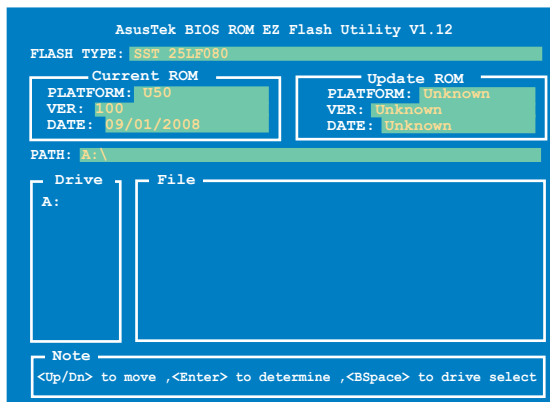 AsusTek BIOS ROM EZ Flash Utility V1.12
FLASH TYPE: SST 25LF080
Current ROM
PLATFORM: U50
VER: 100
DATE: 09/01/2008
Update ROM
PLATFORM: Unknown
VER: Unknown
DATE: Unknown
PATH: A:\
Drive
A:
File
Note
<Up/Dn> to move ,<Enter> to determine ,<BSpace> to drive select